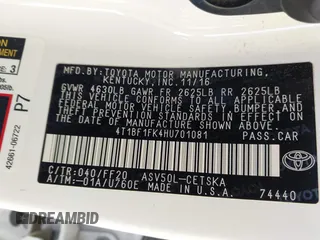 MFD. BY: TOYOTA MOTOR MANUFACTURING,
KENTUCKY, INC. 11/16
GVWR 4630LB GAWR FR 2625LB RR 2625LB
THIS VEHICLE CONFORMS TO ALL APPLICABLE
FEDERAL MOTOR VEHICLE SAFETY, BUMPER AND
THEFT PREVENTION STANDARDS IN EFFECT ON THE DATE OF
MANUFACTURE SHOWN ABOVE.
4T1BF1FK4HU701081 PASS.CAR
C/TR:040/FF20 ASV50L-CETSKA
A/TM:-01A/U760E MADE IN U.S.A. 74440
TOYOTA
3
P7
42661-06722
DREAMBID